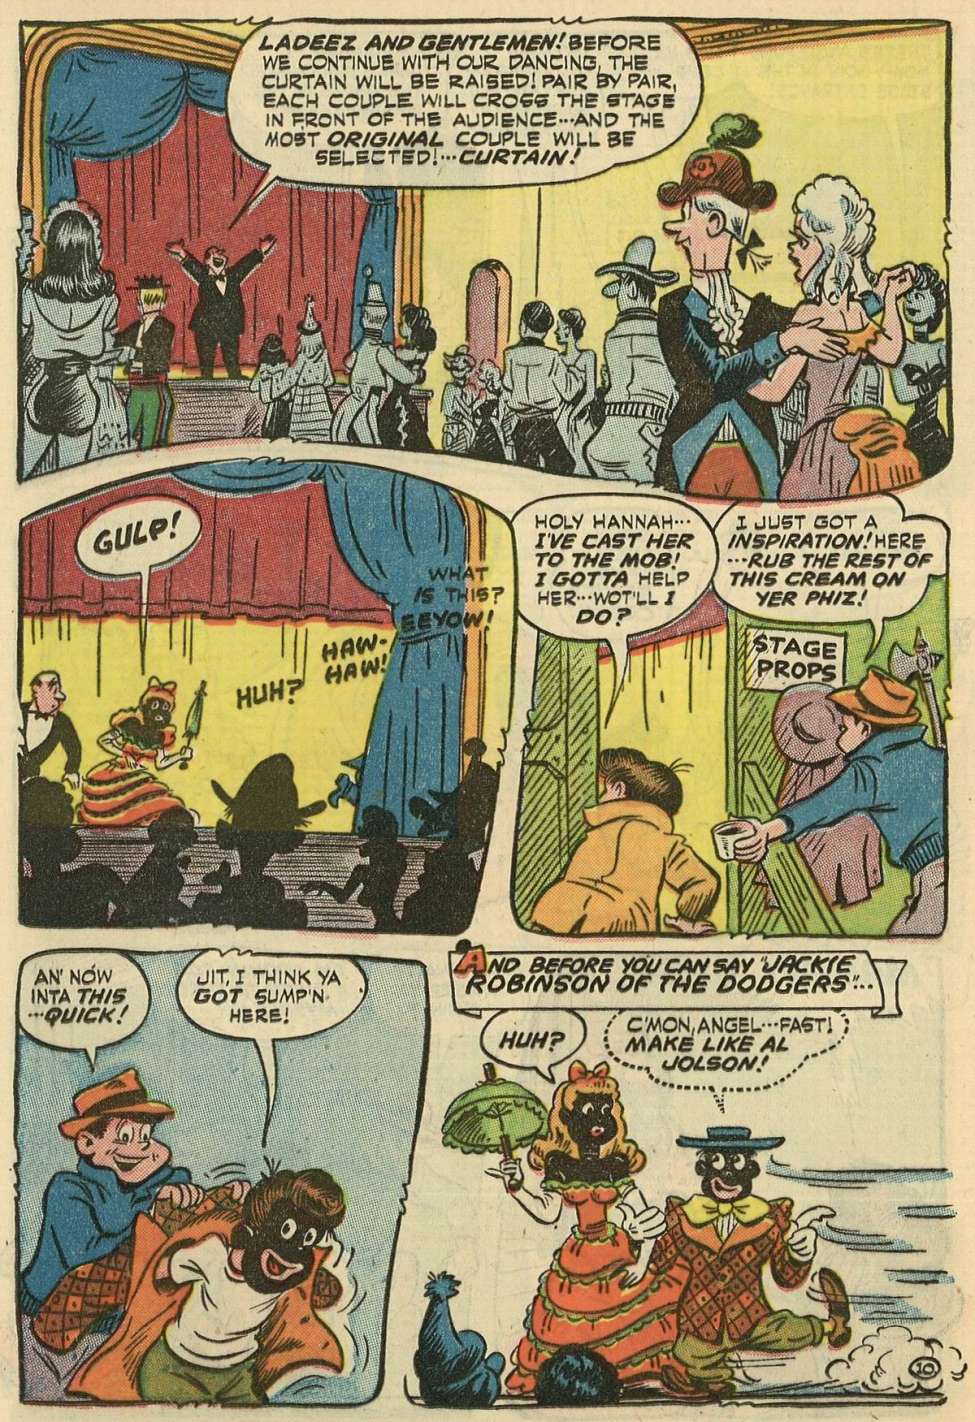 LADEEZ AND GENTLEMEN! BEFORE
WE CONTINUE WITH OUR DANCING, THE
CURTAIN WILL BE RAISED! PAIR BY PAIR,
EACH COUPLE WILL CROSS THE STAGE
IN FRONT OF THE AUDIENCE---AND THE
MOST ORIGINAL COUPLE WILL BE
SELECTED!---CURTAIN!
GULP!
HUH?
HAW-
HAW!
WHAT
IS THIS?
EEYOW!
HOLY HANNAH---
I'VE CAST HER
TO THE MOB!
I GOTTA HELP
HER---WOT'LL I
DO?
I JUST GOT A
INSPIRATION! HERE
---RUB THE REST OF
THIS CREAM ON
YER PHIZ!
STAGE
PROPS
AN' NOW
INTA THIS
---QUICK!
JIT, I THINK YA
GOT SUMP'N
HERE!
AND BEFORE YOU CAN SAY "JACKIE
ROBINSON OF THE DODGERS"...
HUH?
C'MON, ANGEL---FAST!
MAKE LIKE AL
JOLSON!
10